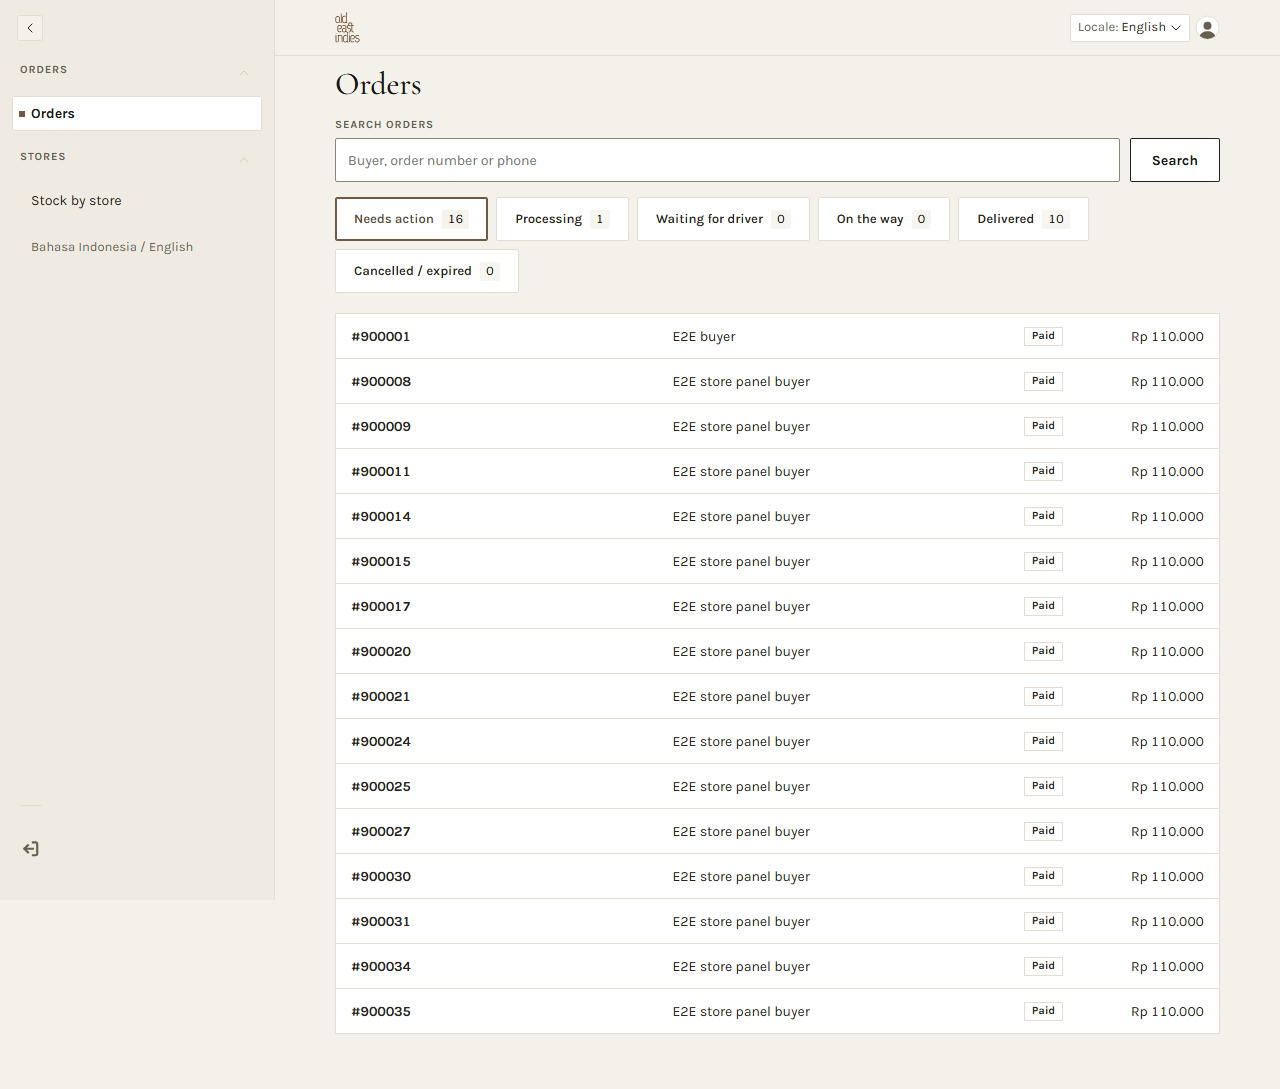 old
east
indies
Locale: English
ORDERS
Orders
STORES
Stock by store
Bahasa Indonesia / English
Orders
SEARCH ORDERS
Buyer, order number or phone
Search
Needs action 16
Processing 1
Waiting for driver 0
On the way 0
Delivered 10
Cancelled / expired 0
#900001 E2E buyer Paid Rp 110.000
#900008 E2E store panel buyer Paid Rp 110.000
#900009 E2E store panel buyer Paid Rp 110.000
#900011 E2E store panel buyer Paid Rp 110.000
#900014 E2E store panel buyer Paid Rp 110.000
#900015 E2E store panel buyer Paid Rp 110.000
#900017 E2E store panel buyer Paid Rp 110.000
#900020 E2E store panel buyer Paid Rp 110.000
#900021 E2E store panel buyer Paid Rp 110.000
#900024 E2E store panel buyer Paid Rp 110.000
#900025 E2E store panel buyer Paid Rp 110.000
#900027 E2E store panel buyer Paid Rp 110.000
#900030 E2E store panel buyer Paid Rp 110.000
#900031 E2E store panel buyer Paid Rp 110.000
#900034 E2E store panel buyer Paid Rp 110.000
#900035 E2E store panel buyer Paid Rp 110.000